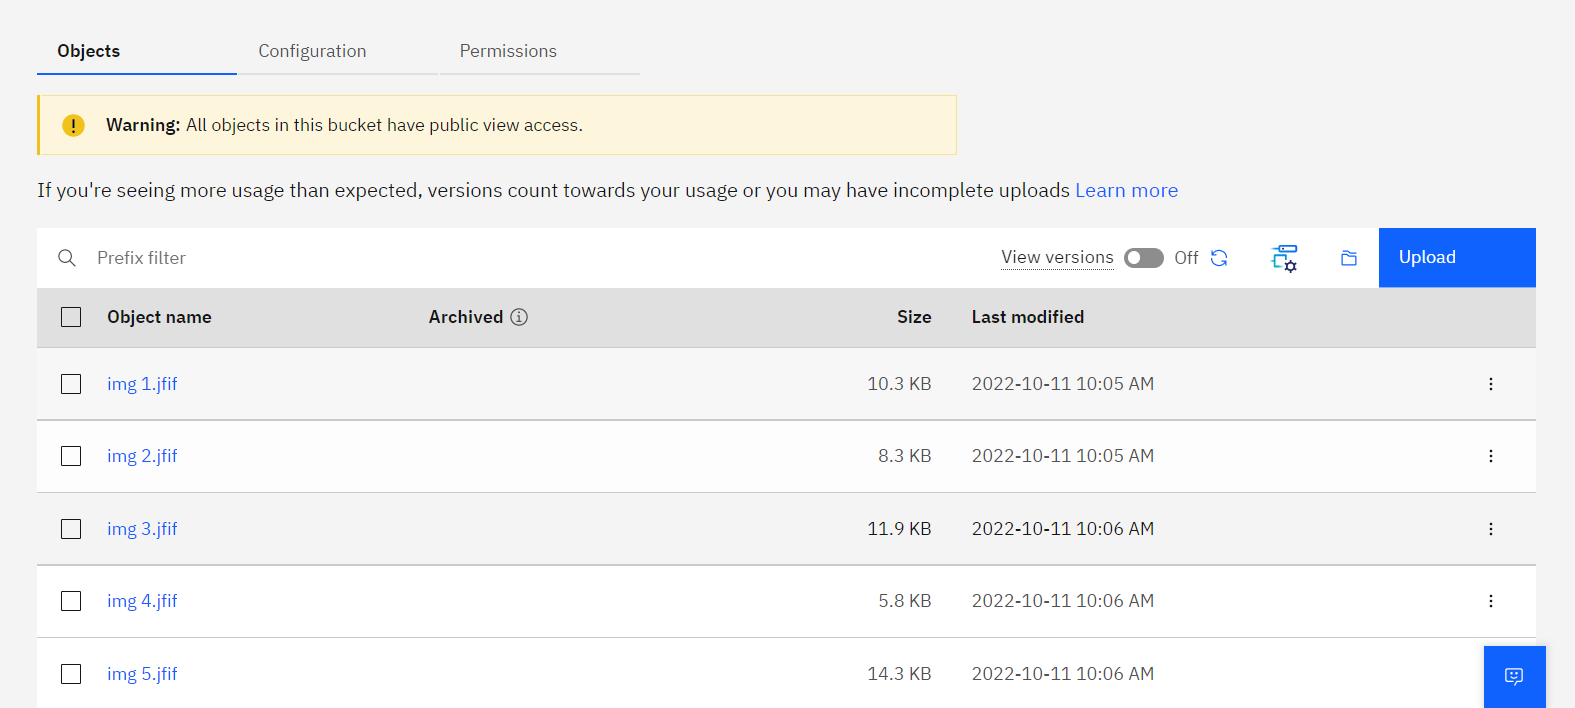 Objects Configuration Permissions
Warning: All objects in this bucket have public view access.
If you're seeing more usage than expected, versions count towards your usage or you may have incomplete uploads Learn more
Prefix filter View versions Off Upload
Object name Archived Size Last modified
img 1.jfif 10.3 KB 2022-10-11 10:05 AM
img 2.jfif 8.3 KB 2022-10-11 10:05 AM
img 3.jfif 11.9 KB 2022-10-11 10:06 AM
img 4.jfif 5.8 KB 2022-10-11 10:06 AM
img 5.jfif 14.3 KB 2022-10-11 10:06 AM